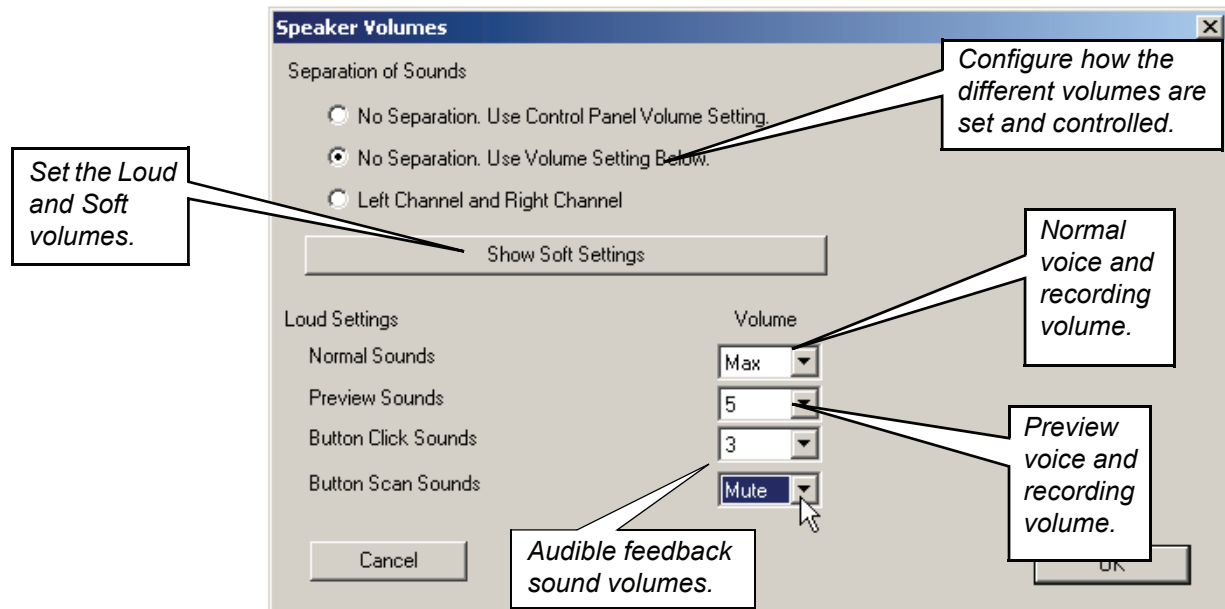 Speaker Volumes
Separation of Sounds
No Separation. Use Control Panel Volume Setting.
No Separation. Use Volume Setting Below.
Left Channel and Right Channel
Show Soft Settings
Loud Settings
Volume
Normal Sounds
Max
Preview Sounds
5
Button Click Sounds
3
Button Scan Sounds
Mute
Cancel
OK
Configure how the
different volumes are
set and controlled.
Set the Loud
and Soft
volumes.
Normal
voice and
recording
volume.
Preview
voice and
recording
volume.
Audible feedback
sound volumes.